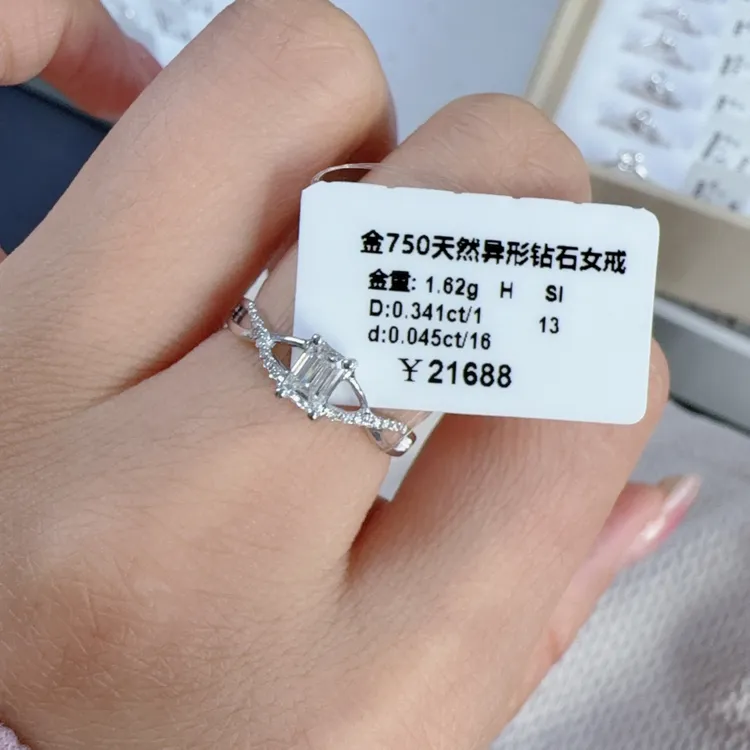 金750天然异形钻石女戒
金重: 1.62g H SI
D:0.341ct/1 13
d:0.045ct/16
￥21688